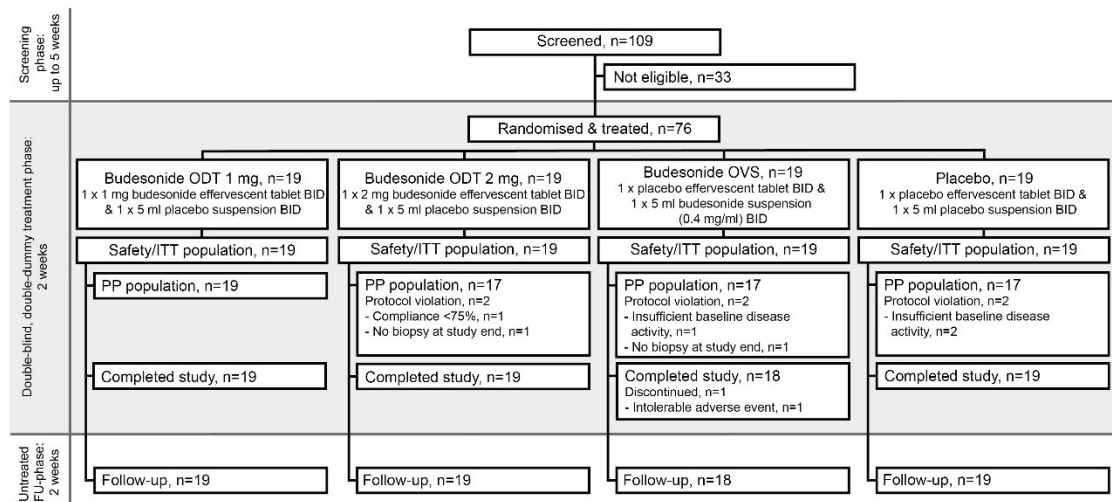 Screening
phase:
up to 5 weeks
Screened, n=109
Not eligible, n=33
Double-blind, double-dummy treatment phase:
2 weeks
Randomised & treated, n=76
Budesonide ODT 1 mg, n=19
1 x 1 mg budesonide effervescent tablet BID
& 1 x 5 ml placebo suspension BID
Budesonide ODT 2 mg, n=19
1 x 2 mg budesonide effervescent tablet BID
& 1 x 5 ml placebo suspension BID
Budesonide OVS, n=19
1 x placebo effervescent tablet BID &
1 x 5 ml budesonide suspension
(0.4 mg/ml) BID
Placebo, n=19
1 x placebo effervescent tablet BID &
1 x 5 ml placebo suspension BID
Safety/ITT population, n=19
Safety/ITT population, n=19
Safety/ITT population, n=19
Safety/ITT population, n=19
PP population, n=19
PP population, n=17
Protocol violation, n=2
- Compliance <75%, n=1
- No biopsy at study end, n=1
PP population, n=17
Protocol violation, n=2
- Insufficient baseline disease
activity, n=1
- No biopsy at study end, n=1
PP population, n=17
Protocol violation, n=2
- Insufficient baseline disease
activity, n=2
Completed study, n=19
Completed study, n=19
Completed study, n=18
Discontinued, n=1
- Intolerable adverse event, n=1
Completed study, n=19
Untreated
FU-phase:
2 weeks
Follow-up, n=19
Follow-up, n=19
Follow-up, n=18
Follow-up, n=19